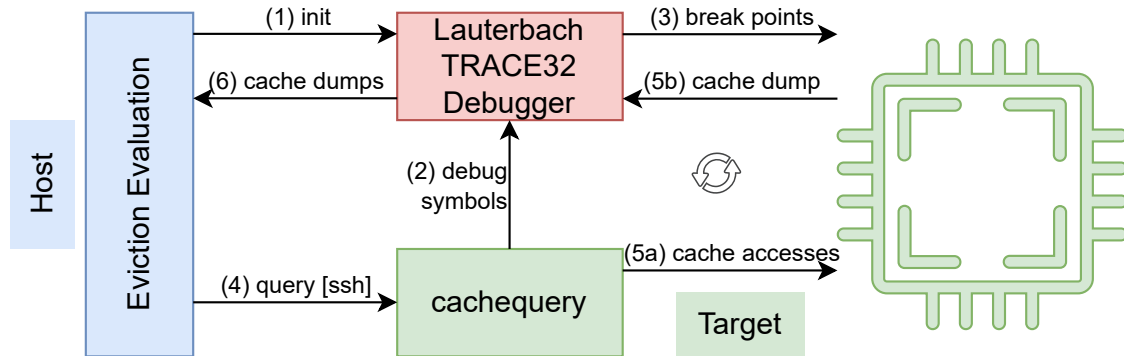 (1) init
Lauterbach
TRACE32
Debugger
(3) break points
(6) cache dumps
(5b) cache dump
Host
Eviction Evaluation
(2) debug
symbols
(4) query [ssh]
cachequery
(5a) cache accesses
Target